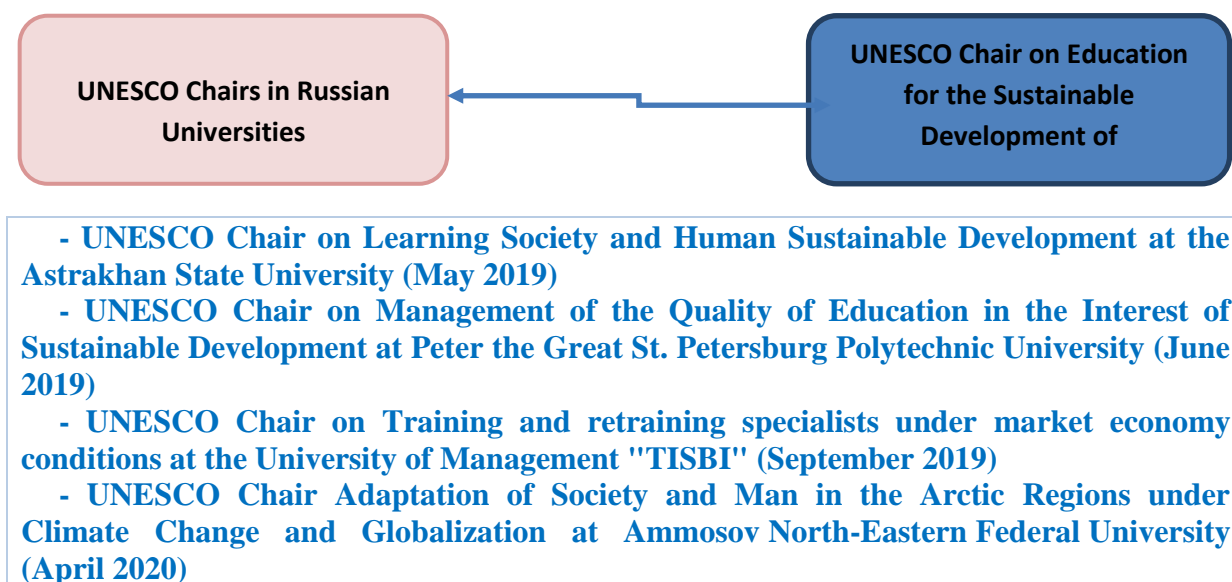 UNESCO Chairs in Russian
Universities
UNESCO Chair on Education
for the Sustainable
Development of
- UNESCO Chair on Learning Society and Human Sustainable Development at the
Astrakhan State University (May 2019)
- UNESCO Chair on Management of the Quality of Education in the Interest of
Sustainable Development at Peter the Great St. Petersburg Polytechnic University (June
2019)
- UNESCO Chair on Training and retraining specialists under market economy
conditions at the University of Management "TISBI" (September 2019)
- UNESCO Chair Adaptation of Society and Man in the Arctic Regions under
Climate Change and Globalization at Ammosov North-Eastern Federal University
(April 2020)